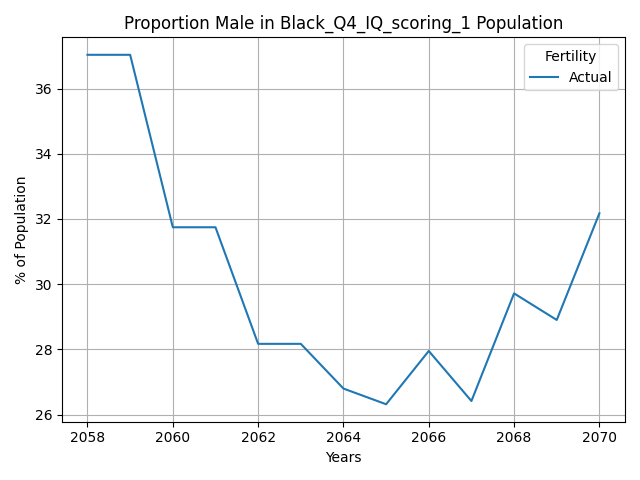 Proportion Male in Black_Q4_IQ_scoring_1 Population
Fertility
Actual
% of Population
36
34
32
30
28
26
2058 2060 2062 2064 2066 2068 2070
Years